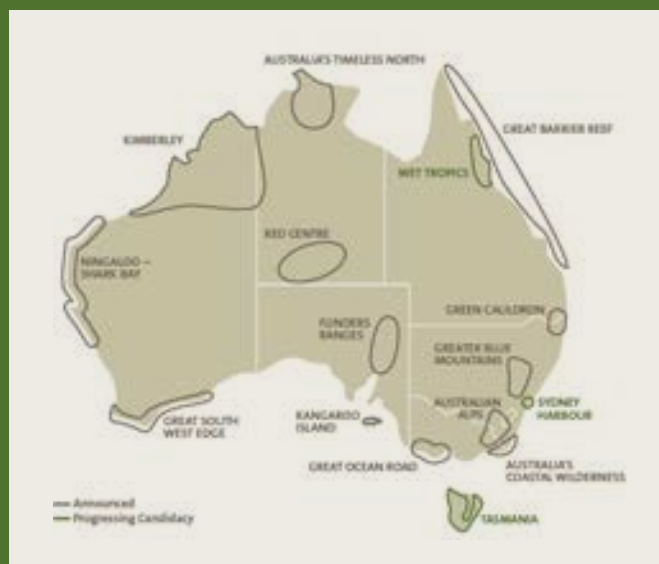 AUSTRALIA'S TIMELESS NORTH
KIMBERLEY
GREAT BARRIER REEF
WET TROPICS
RED CENTRE
NINGALOO –
SHARK BAY
GREEN CAULDRON
FLINDERS
RANGES
GREATER BLUE
MOUNTAINS
AUSTRALIAN
ALPS
SYDNEY
HARBOUR
KANGAROO
ISLAND
GREAT SOUTH
WEST EDGE
GREAT OCEAN ROAD
AUSTRALIA'S
COASTAL WILDERNESS
Announced
Progressing Candidacy
TASMANIA